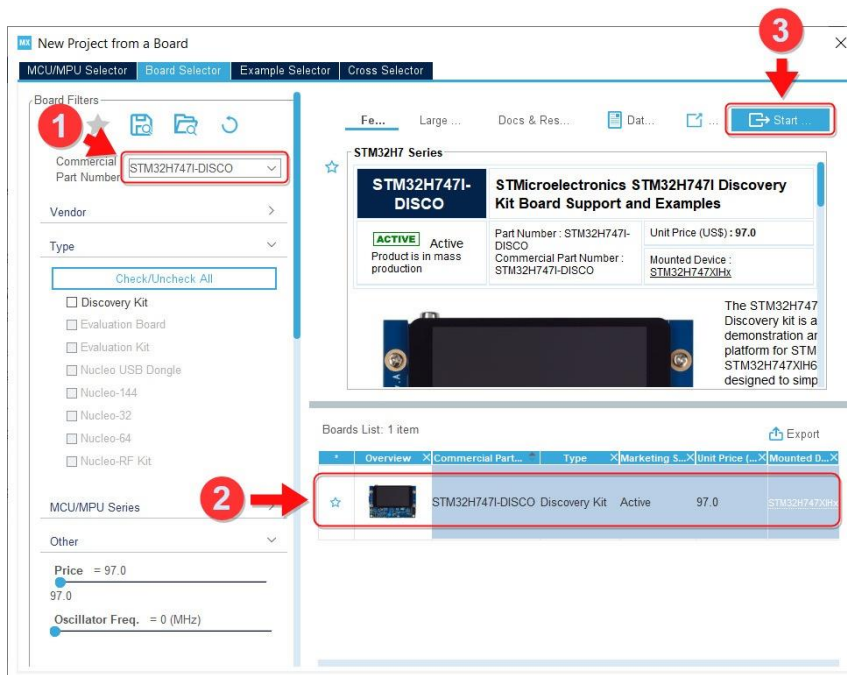 MX New Project from a Board
MCU/MPU Selector Board Selector Example Selector Cross Selector
3
Board Filters
1
Commercial
Part Number
STM32H747I-DISCO
Vendor
Type
Check/Uncheck All
Discovery Kit
Evaluation Board
Evaluation Kit
Nucleo USB Dongle
Nucleo-144
Nucleo-32
Nucleo-64
Nucleo-RF Kit
MCU/MPU Series
Other
Price = 97.0
97.0
Oscillator Freq. = 0 (MHz)
Fe... Large ... Docs & Res... Dat... ... Start ...
STM32H7 Series
STM32H747I-
DISCO
STMicroelectronics STM32H747I Discovery
Kit Board Support and Examples
ACTIVE Active
Product is in mass
production
Part Number : STM32H747I-
DISCO
Commercial Part Number :
STM32H747I-DISCO
Unit Price (US$) : 97.0
Mounted Device :
STM32H747XIHx
The STM32H747
Discovery kit is a
demonstration ar
platform for STM
STM32H747XIH6
designed to simp
Boards List: 1 item
Export
* Overview Commercial Part... Type Marketing S... Unit Price (... Mounted D...
2
STM32H747I-DISCO Discovery Kit Active 97.0 STM32H747XIHx